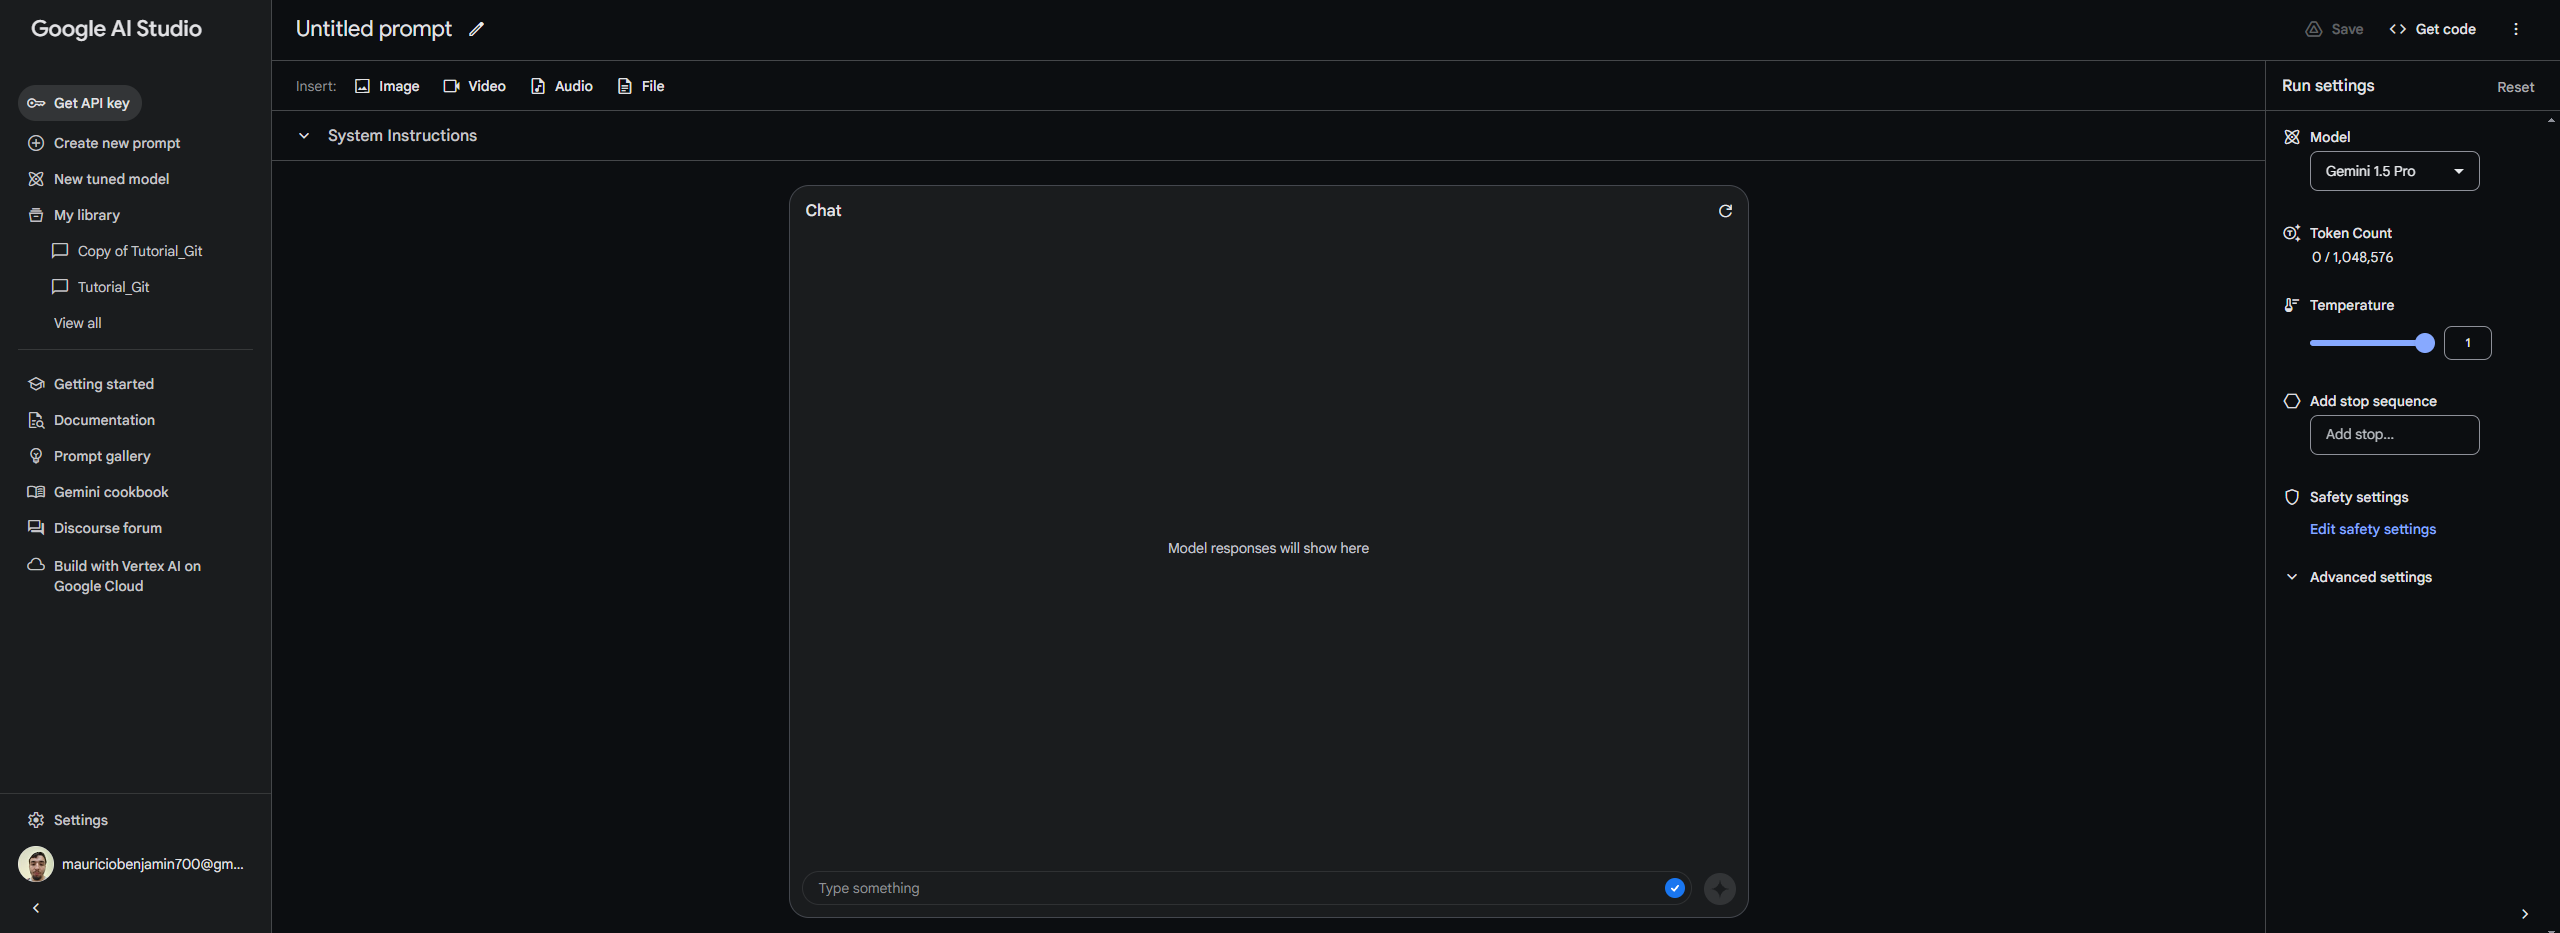 Google AI Studio
Get API key
Create new prompt
New tuned model
My library
Copy of Tutorial_Git
Tutorial_Git
View all
Getting started
Documentation
Prompt gallery
Gemini cookbook
Discourse forum
Build with Vertex AI on
Google Cloud
Settings
mauriciobenjamin700@gm...
Untitled prompt
Save
Get code
Insert:
Image
Video
Audio
File
System Instructions
Chat
Model responses will show here
Type something
Run settings
Reset
Model
Gemini 1.5 Pro
Token Count
0 / 1,048,576
Temperature
1
Add stop sequence
Add stop...
Safety settings
Edit safety settings
Advanced settings